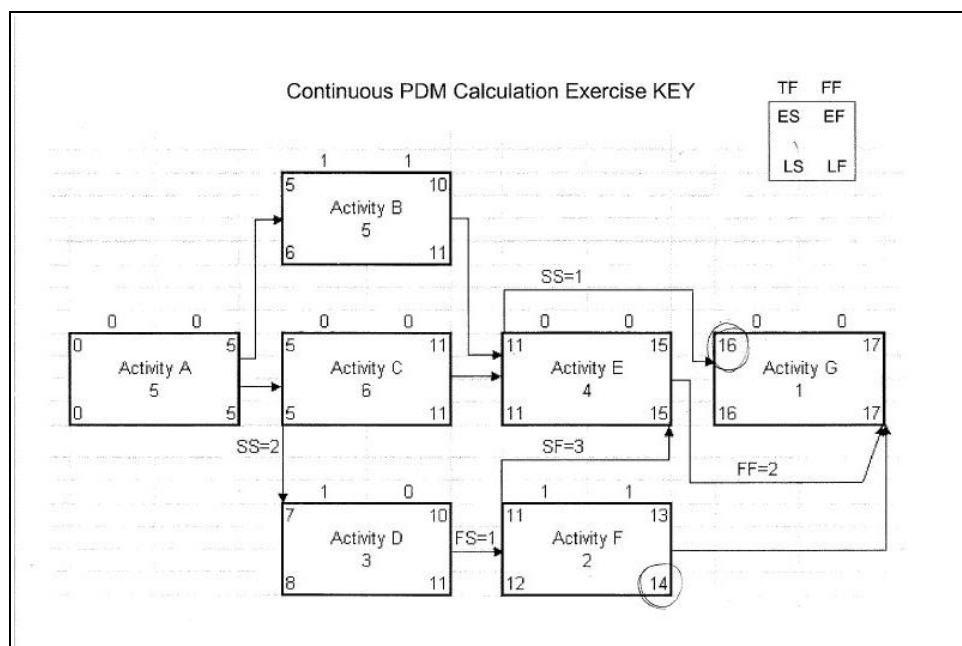 Continuous PDM Calculation Exercise KEY
TF FF
ES EF
LS LF
1 1
5 10
Activity B
5
6 11
SS=1
0 0
0 5
Activity A
5
0 5
0 0
5 11
Activity C
6
5 11
0 0
11 15
Activity E
4
11 15
0 0
16 17
Activity G
1
16 17
SS=2
SF=3
FF=2
1 0
7 10
Activity D
3
8 11
FS=1
1 1
11 13
Activity F
2
12 14